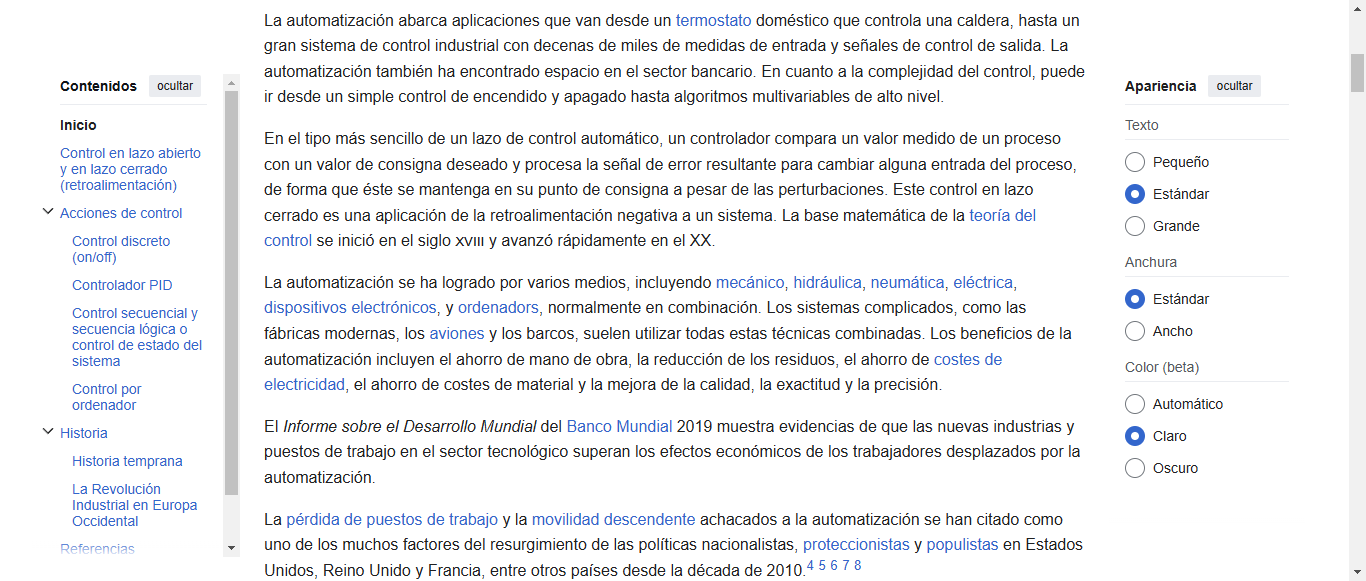 Contenidos ocultar
Inicio
Control en lazo abierto
y en lazo cerrado
(retroalimentación)
Acciones de control
Control discreto
(on/off)
Controlador PID
Control secuencial y
secuencia lógica o
control de estado del
sistema
Control por
ordenador
Historia
Historia temprana
La Revolución
Industrial en Europa
Occidental
Referencias
La automatización abarca aplicaciones que van desde un termostato doméstico que controla una caldera, hasta un
gran sistema de control industrial con decenas de miles de medidas de entrada y señales de control de salida. La
automatización también ha encontrado espacio en el sector bancario. En cuanto a la complejidad del control, puede
ir desde un simple control de encendido y apagado hasta algoritmos multivariables de alto nivel.
En el tipo más sencillo de un lazo de control automático, un controlador compara un valor medido de un proceso
con un valor de consigna deseado y procesa la señal de error resultante para cambiar alguna entrada del proceso,
de forma que éste se mantenga en su punto de consigna a pesar de las perturbaciones. Este control en lazo
cerrado es una aplicación de la retroalimentación negativa a un sistema. La base matemática de la teoría del
control se inició en el siglo XVIII y avanzó rápidamente en el XX.
La automatización se ha logrado por varios medios, incluyendo mecánico, hidráulica, neumática, eléctrica,
dispositivos electrónicos, y ordenadors, normalmente en combinación. Los sistemas complicados, como las
fábricas modernas, los aviones y los barcos, suelen utilizar todas estas técnicas combinadas. Los beneficios de la
automatización incluyen el ahorro de mano de obra, la reducción de los residuos, el ahorro de costes de
electricidad, el ahorro de costes de material y la mejora de la calidad, la exactitud y la precisión.
El Informe sobre el Desarrollo Mundial del Banco Mundial 2019 muestra evidencias de que las nuevas industrias y
puestos de trabajo en el sector tecnológico superan los efectos económicos de los trabajadores desplazados por la
automatización.
La pérdida de puestos de trabajo y la movilidad descendente achacados a la automatización se han citado como
uno de los muchos factores del resurgimiento de las políticas nacionalistas, proteccionistas y populistas en Estados
Unidos, Reino Unido y Francia, entre otros países desde la década de 2010.4 5 6 7 8
Apariencia ocultar
Texto
Pequeño
Estándar
Grande
Anchura
Estándar
Ancho
Color (beta)
Automático
Claro
Oscuro